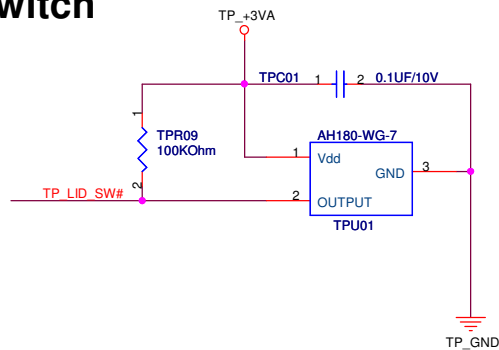 witch
TP_+3VA
TPC01 1 2 0.1UF/10V
1
TPR09
100KOhm
2
AH180-WG-7
1 Vdd
GND 3
TP_LID_SW#
2 OUTPUT
TPU01
TP_GND